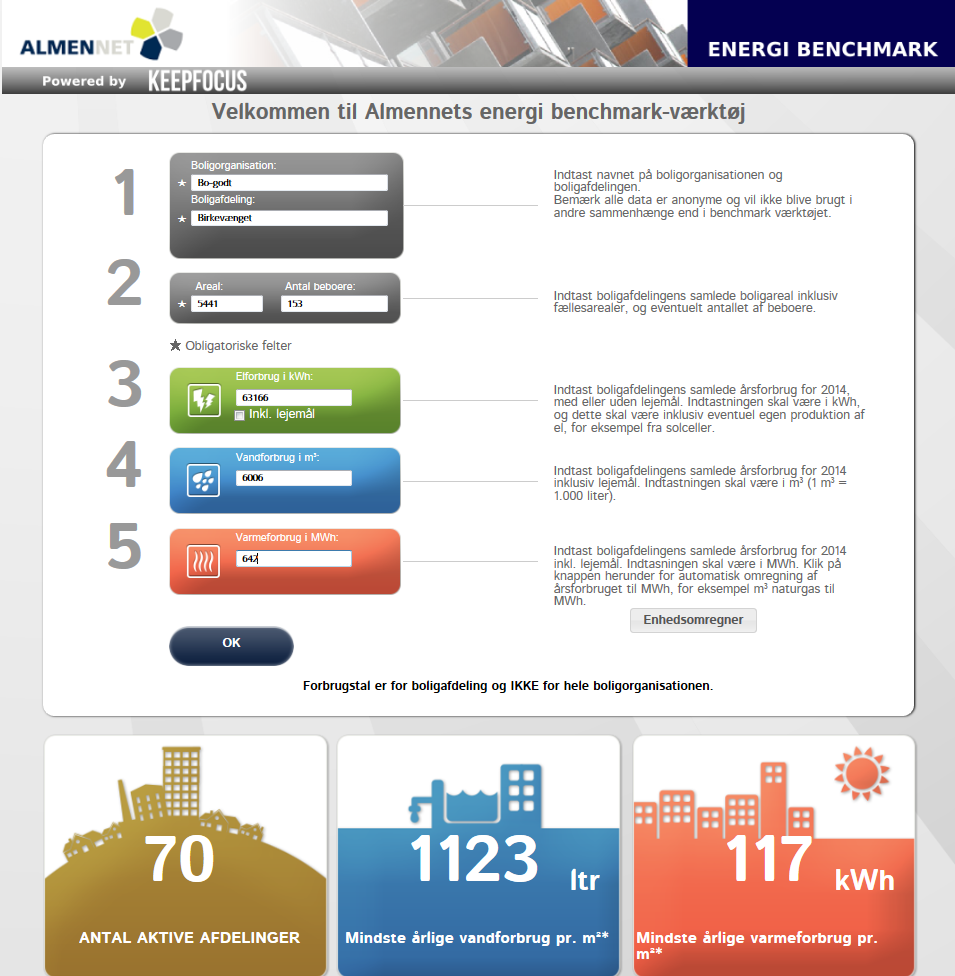 ALMENNET
ENERGI BENCHMARK
Powered by KEEPFOCUS
Velkommen til Almennets energi benchmark-værktøj
1
Boligorganisation:
★ Bo-godt
Boligafdeling:
★ Birkevænget
Indtast navnet på boligorganisationen og
boligafdelingen.
Bemærk alle data er anonyme og vil ikke blive brugt i
andre sammenhænge end i benchmark værktøjet.
2
Areal: Antal beboere:
★ 5441 153
Indtast boligafdelingens samlede boligareal inklusiv
fællesarealer, og eventuelt antallet af beboere.
★ Obligatoriske felter
3
Elforbrug i kWh:
63166
Inkl. lejemål
Indtast boligafdelingens samlede årsforbrug for 2014,
med eller uden lejemål. Indtastningen skal være i kWh,
og dette skal være inklusiv eventuel egen produktion af
el, for eksempel fra solceller.
4
Vandforbrug i m³:
6006
Indtast boligafdelingens samlede årsforbrug for 2014
inklusiv lejemål. Indtastningen skal være i m³ (1 m³ =
1.000 liter).
5
Varmeforbrug i MWh:
642
Indtast boligafdelingens samlede årsforbrug for 2014
inkl. lejemål. Indtasningen skal være i MWh. Klik på
knappen herunder for automatisk omregning af
årsforbruget til MWh, for eksempel m³ naturgas til
MWh.
Enhedsomregner
OK
Forbrugstal er for boligafdeling og IKKE for hele boligorganisationen.
70
ANTAL AKTIVE AFDELINGER
1123 ltr
Mindste årlige vandforbrug pr. m²*
117 kWh
Mindste årlige varmeforbrug pr.
m²*